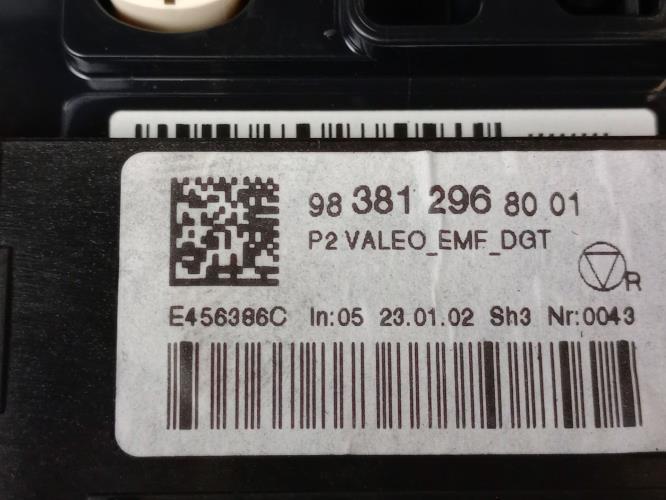 98 381 296 80 01
P2 VALEO_EMF_DGT
R
E456386C In:05 23.01.02 Sh3 Nr:0043